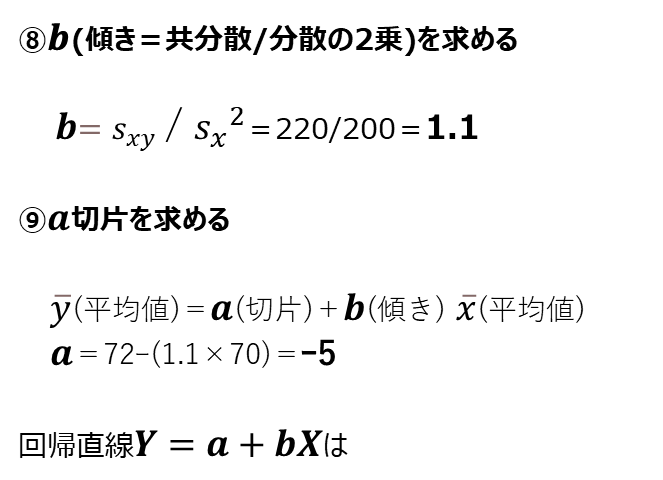 ⑧b(傾き＝共分散/分散の2乗)を求める
b= sxy / sx² = 220/200 = 1.1
⑨a切片を求める
y̅(平均値) = a(切片) + b(傾き) x̅(平均値)
a = 72−(1.1 × 70) = −5
回帰直線Y = a + bXは